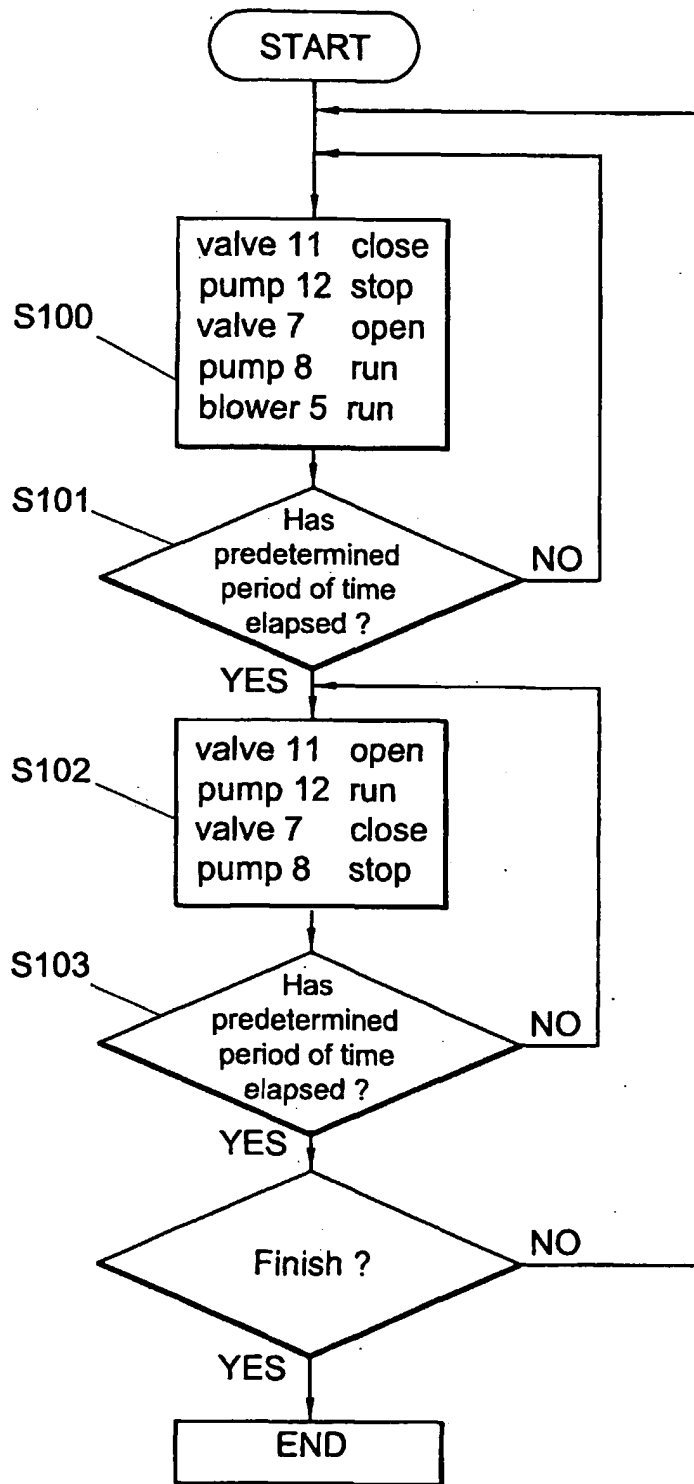 START
S100
valve 11 close
pump 12 stop
valve 7 open
pump 8 run
blower 5 run
S101
Has
predetermined
period of time
elapsed ?
NO
YES
S102
valve 11 open
pump 12 run
valve 7 close
pump 8 stop
S103
Has
predetermined
period of time
elapsed ?
NO
YES
Finish ?
NO
YES
END